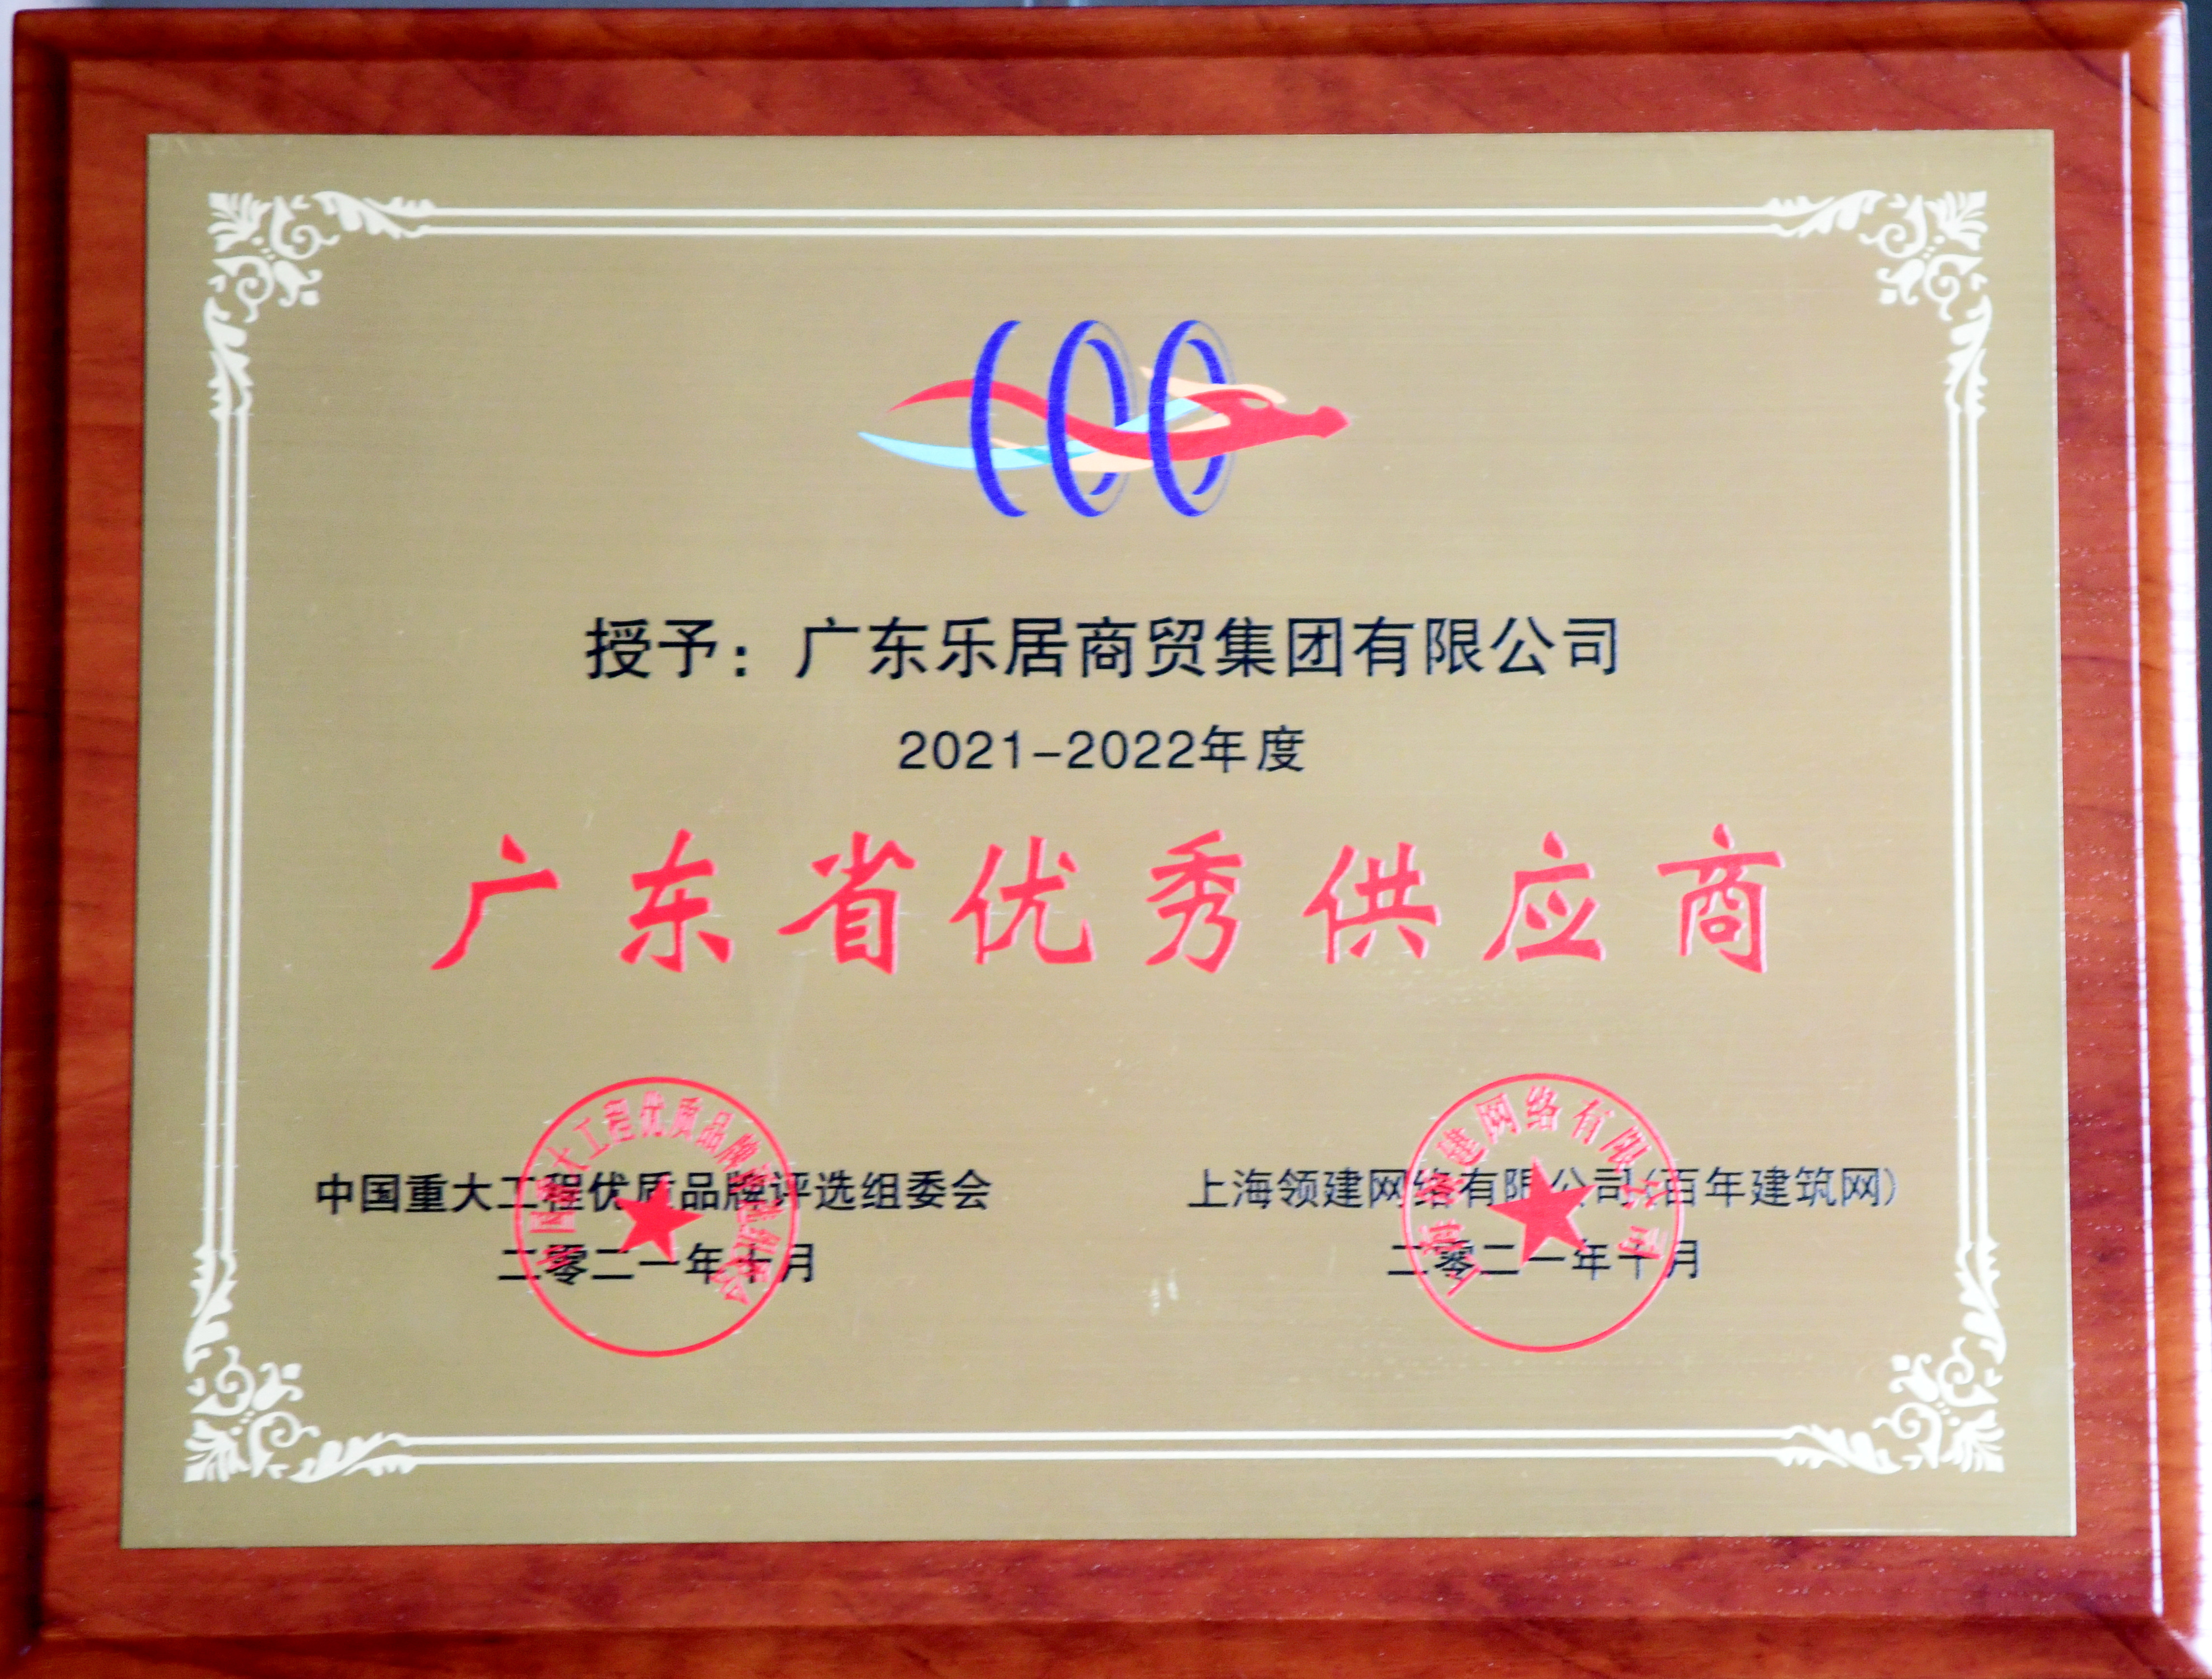 授予：广东乐居商贸集团有限公司
2021-2022年度
广东省优秀供应商
中国重大工程优质品牌评选组委会
二零二一年十月
上海领建网络有限公司(百年建筑网)
二零二一年十月